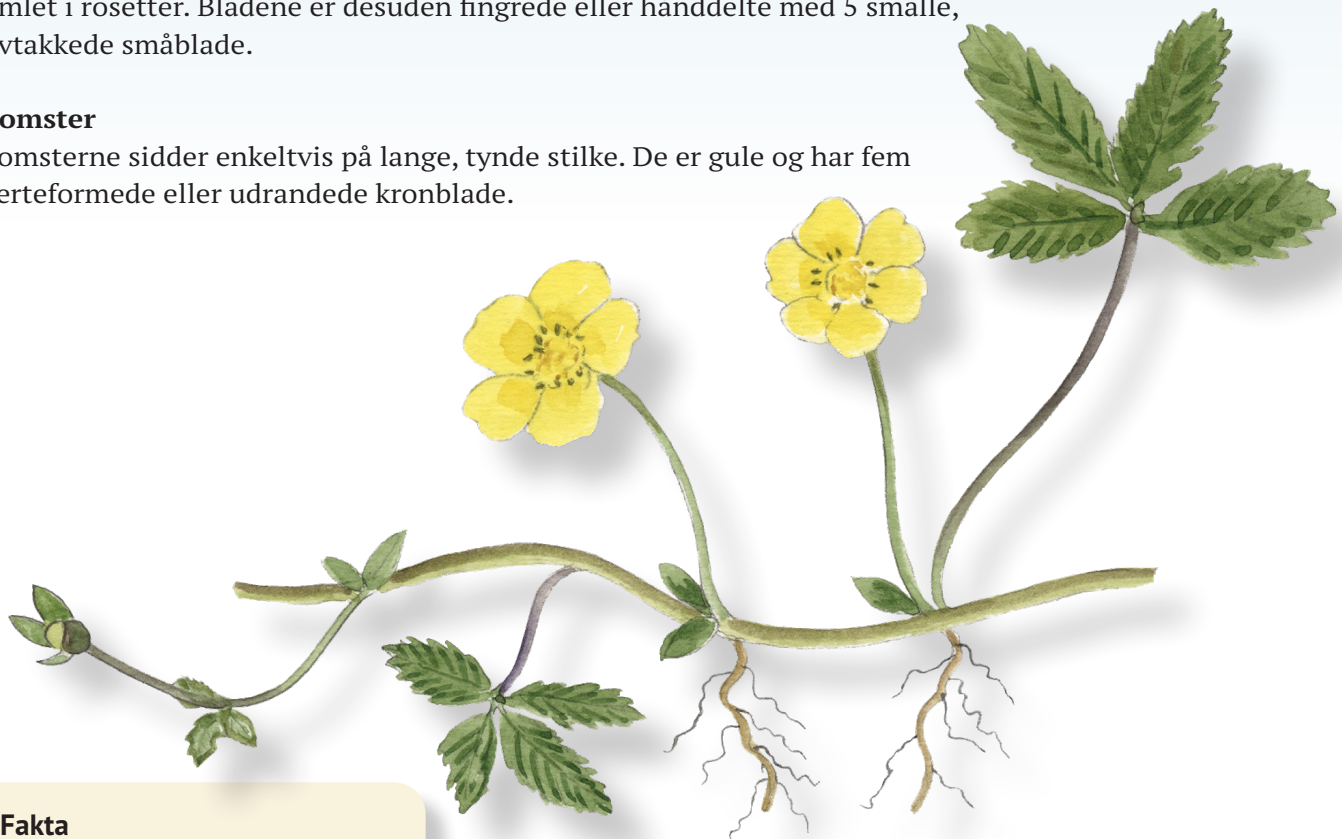 mlet i rosetter. Bladene er desuden fingrede eller hånddelte med 5 smalle,
vtakkede småblade.
omster
omsterne sidder enkeltvis på lange, tynde stilke. De er gule og har fem
erteformede eller udrandede kronblade.
Fakta